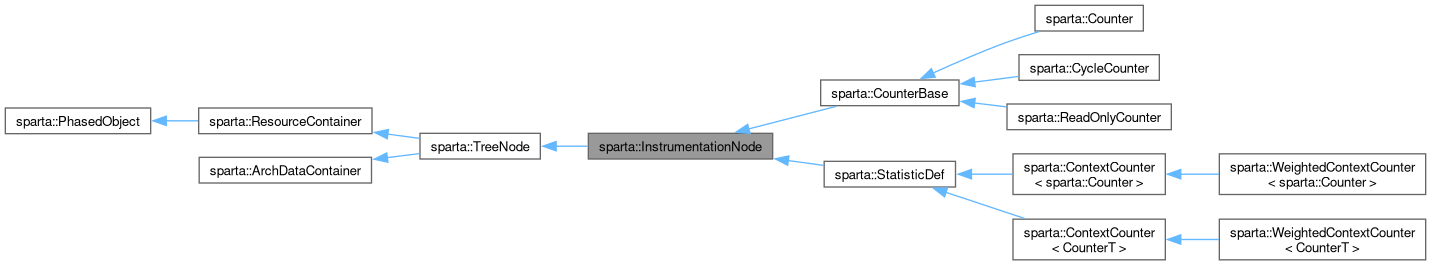 sparta::PhasedObject
sparta::ResourceContainer
sparta::ArchDataContainer
sparta::TreeNode
sparta::InstrumentationNode
sparta::CounterBase
sparta::Counter
sparta::CycleCounter
sparta::ReadOnlyCounter
sparta::StatisticDef
sparta::ContextCounter
< sparta::Counter >
sparta::WeightedContextCounter
< sparta::Counter >
sparta::ContextCounter
< CounterT >
sparta::WeightedContextCounter
< CounterT >